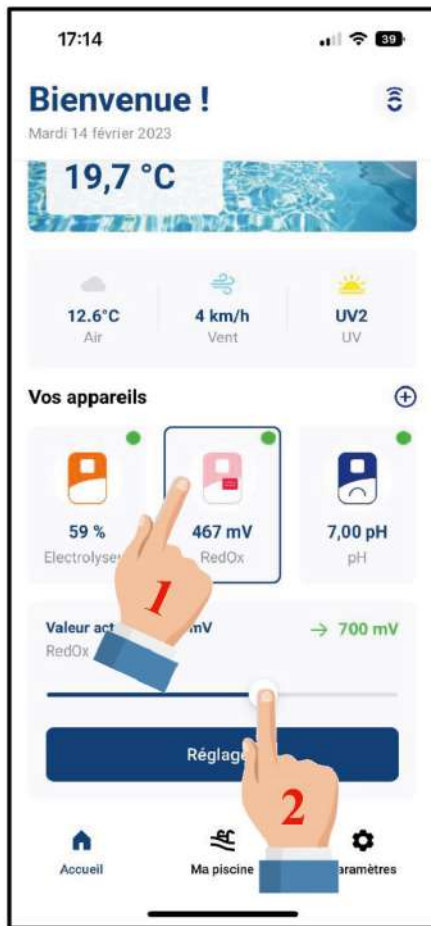 17:14
39
Bienvenue !
Mardi 14 février 2023
19,7 °C
12.6°C 4 km/h UV2
Air Vent UV
Vos appareils
59 % 467 mV 7,00 pH
RedOx pH
1
Valeur mV → 700 mV
RedOx
2
Accueil Ma piscine